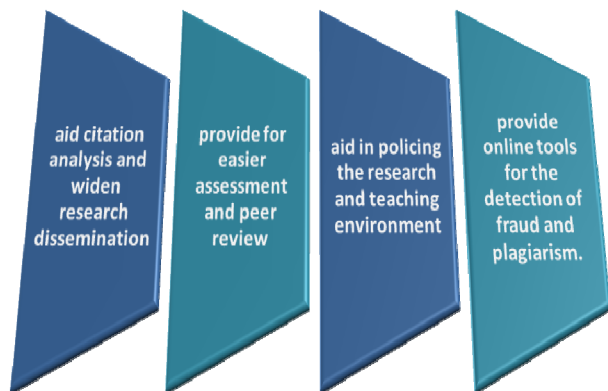 aid citation
analysis and
widen
research
dissemination
provide for
easier
assessment
and peer
review
aid in policing
the research
and teaching
environment
provide
online tools
for the
detection of
fraud and
plagiarism.